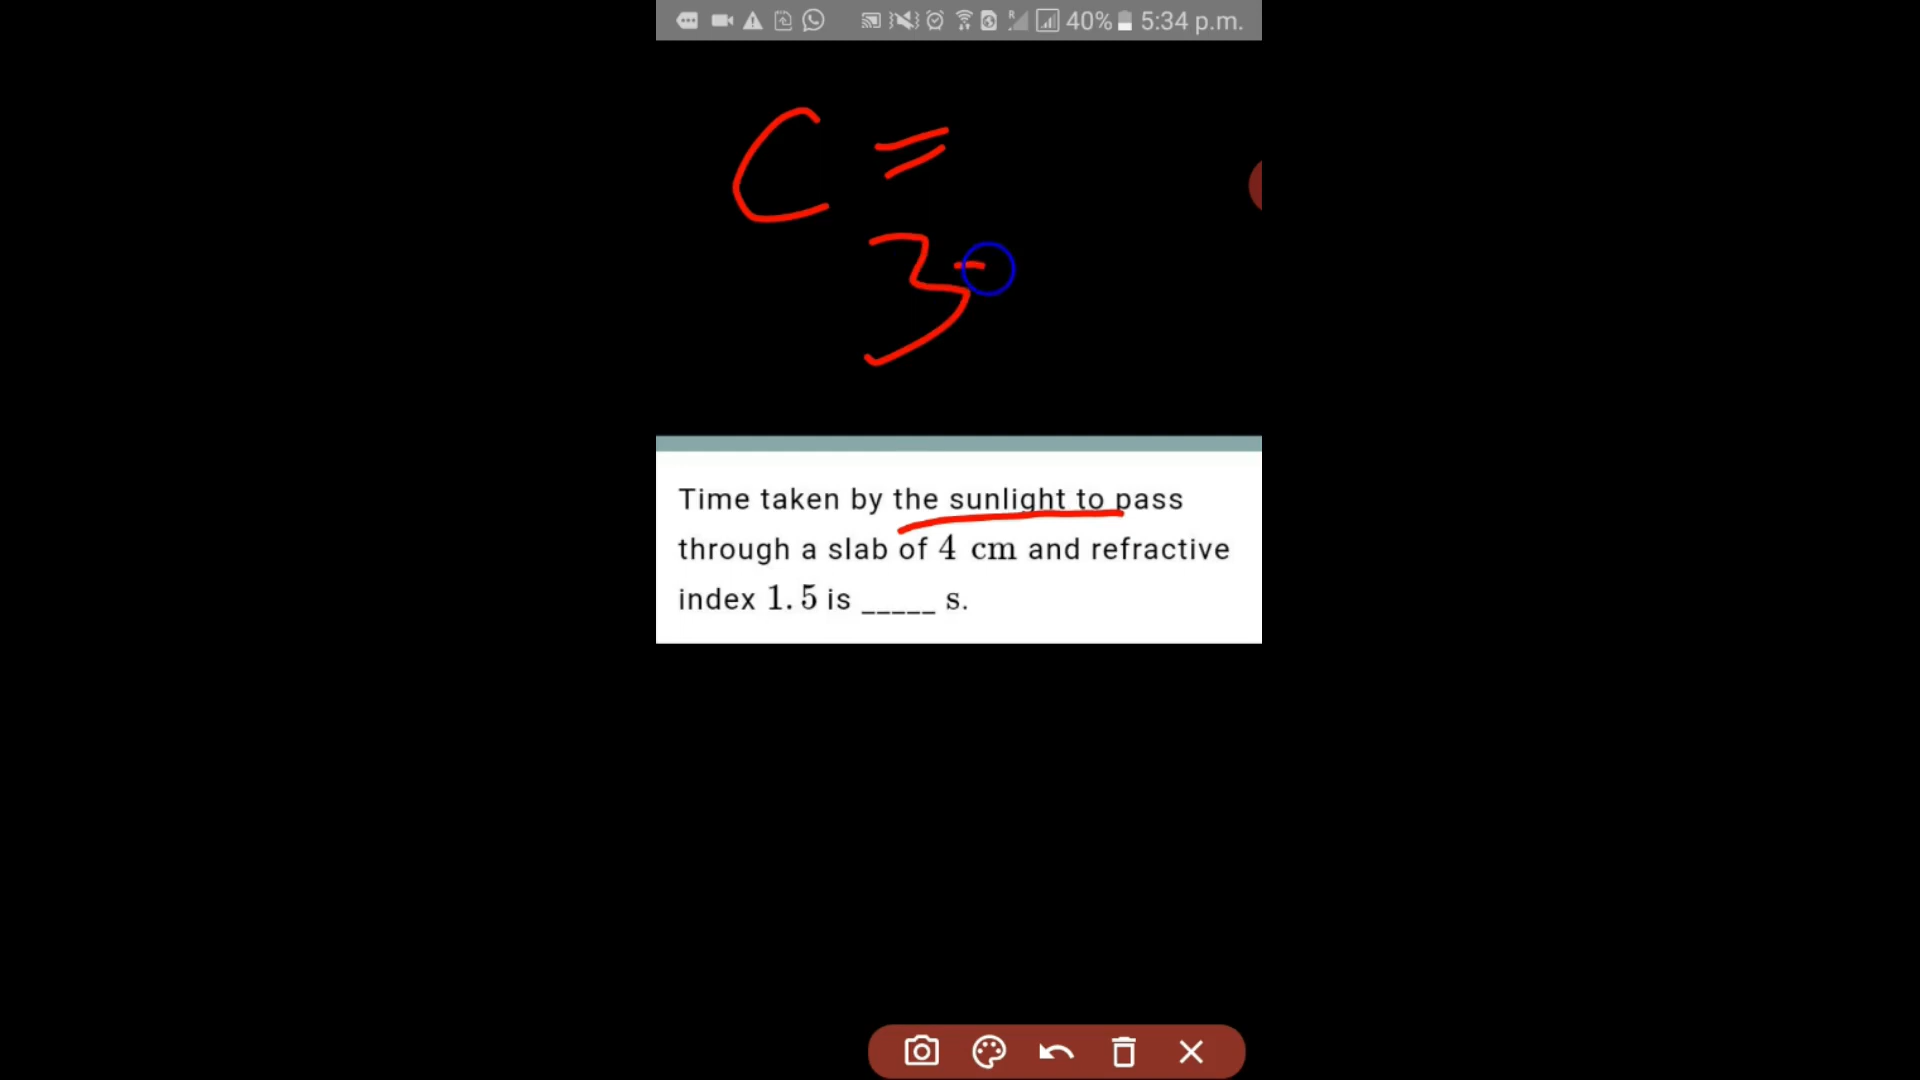 40% 5:34 p.m.
C =
3
Time taken by the sunlight to pass
through a slab of 4 cm and refractive
index 1.5 is _____ s.